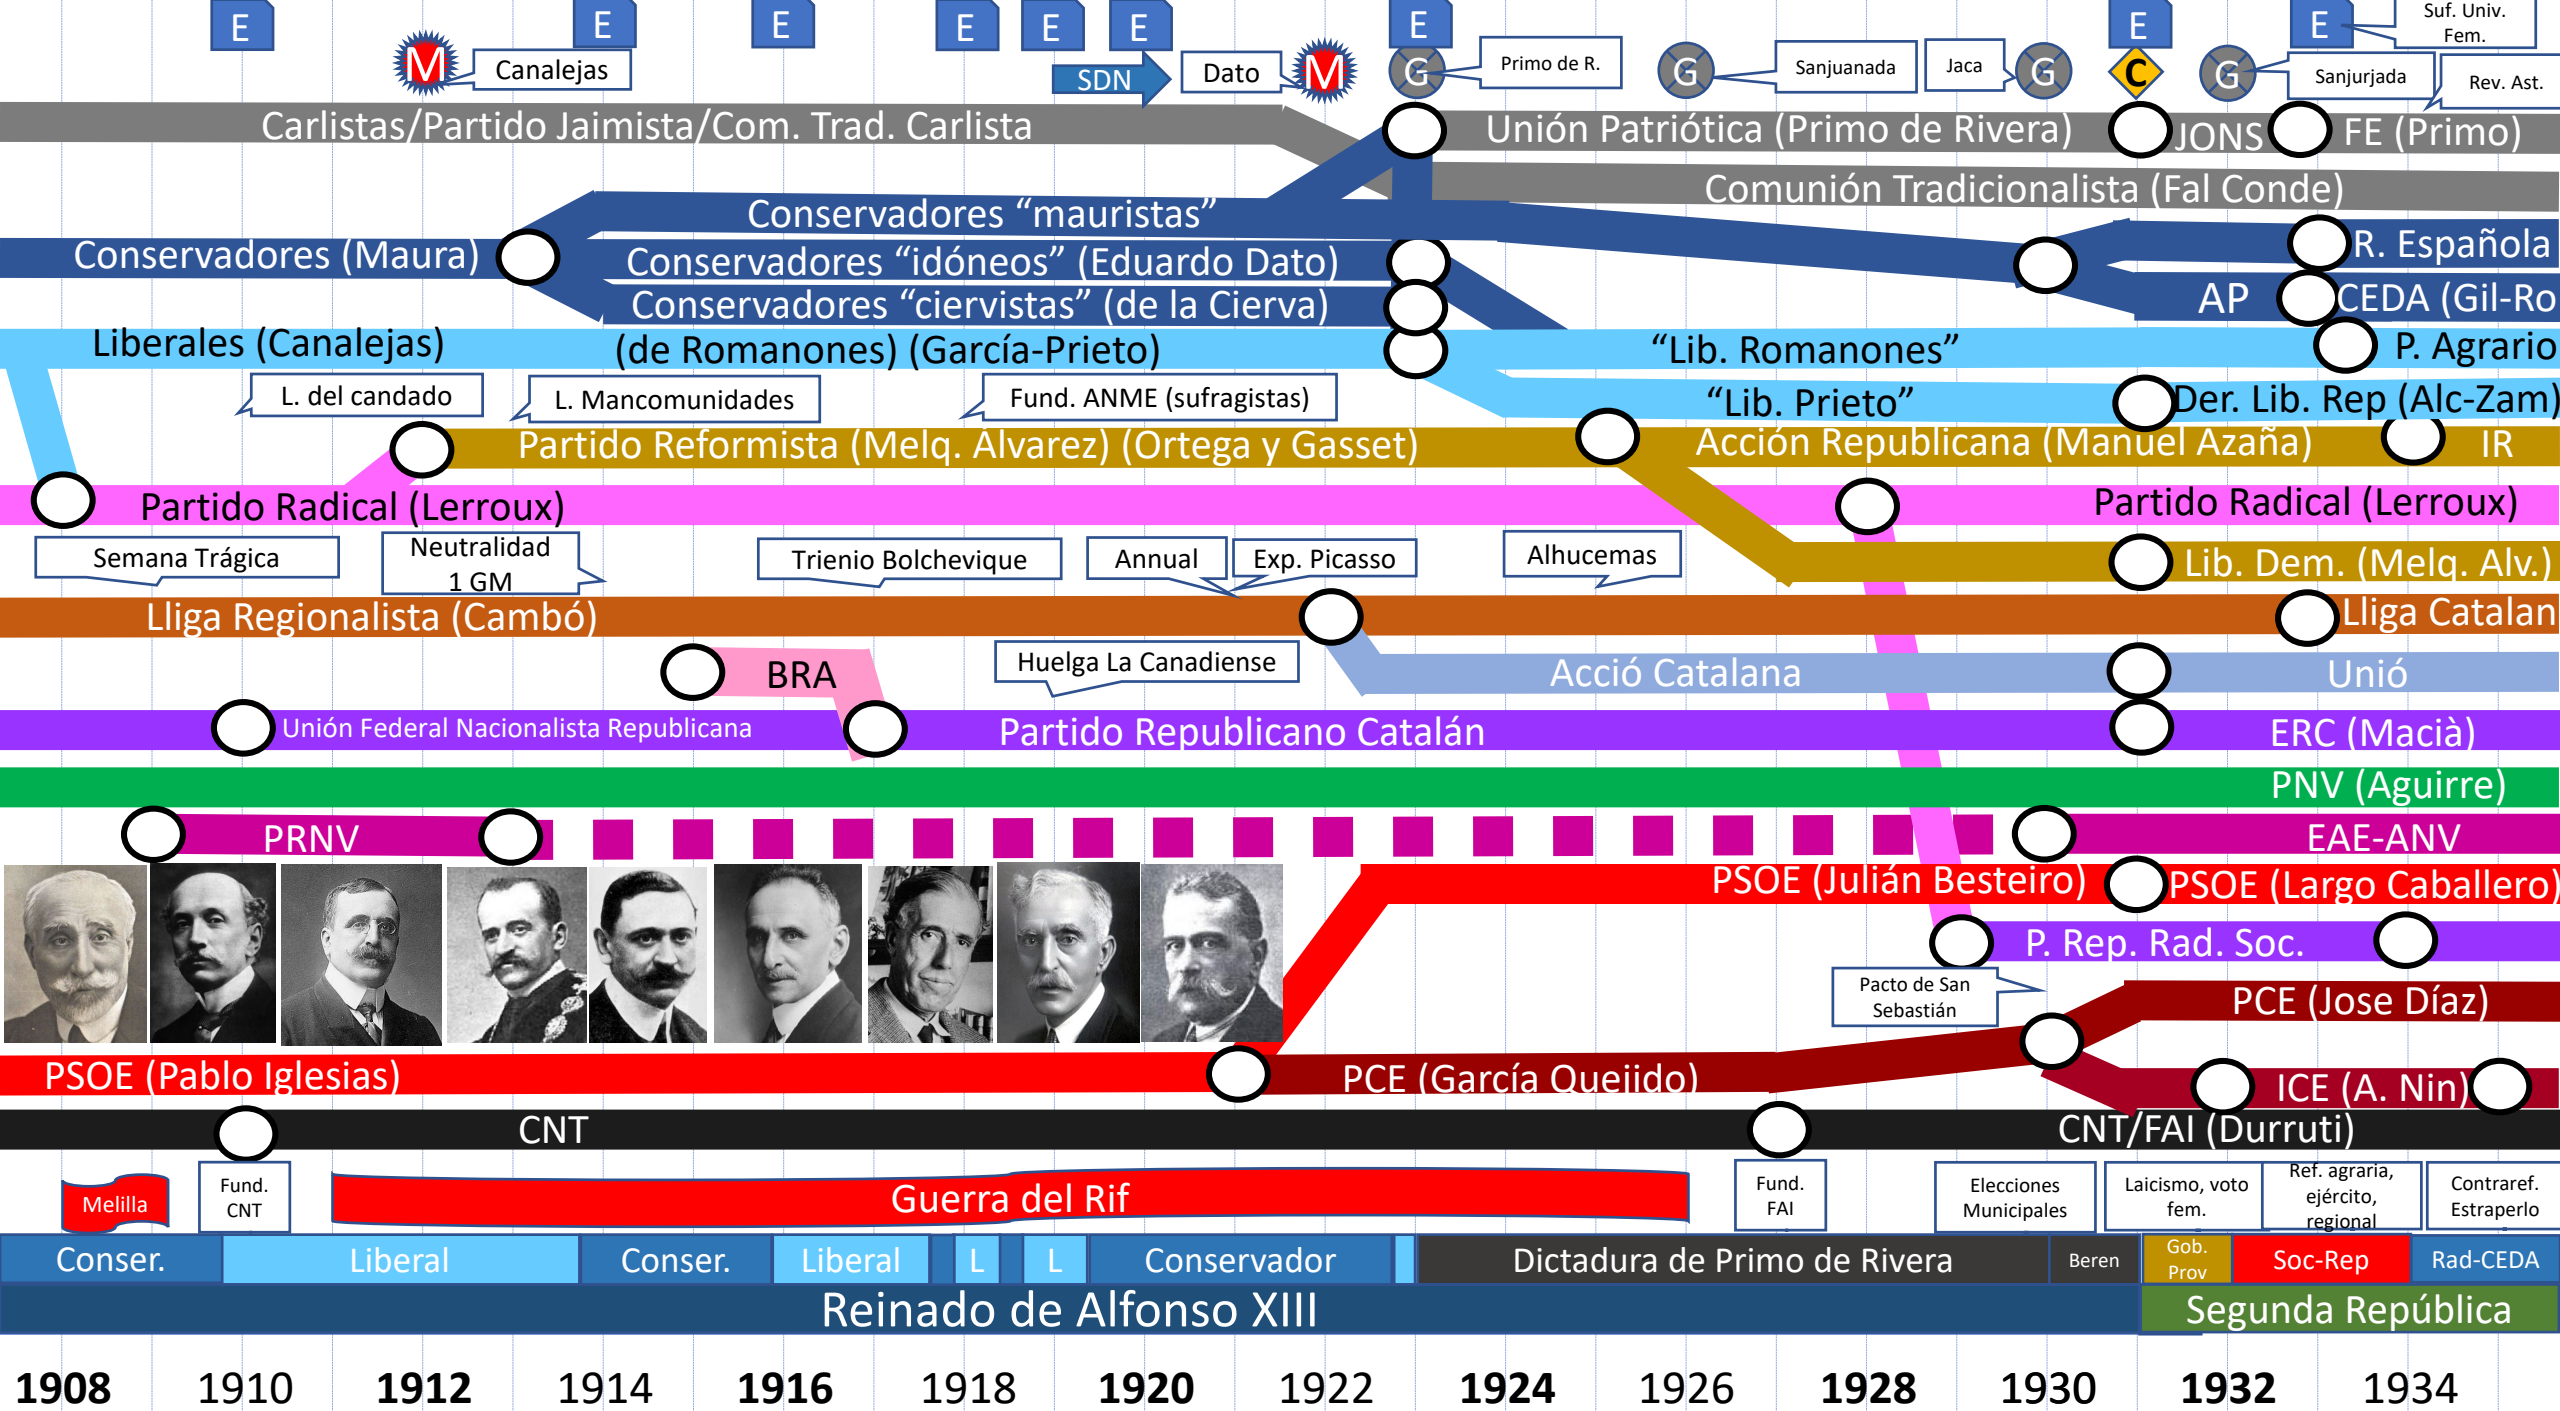 E E E E E E E E E
Suf. Univ.
Fem.
M
Canalejas
SDN
Dato
M
G
Primo de R.
G
Sanjuanada
Jaca
G
C
G
Sanjurjada
Rev. Ast.
Carlistas/Partido Jaimista/Com. Trad. Carlista
Unión Patriótica (Primo de Rivera)
JONS
FE (Primo)
Comunión Tradicionalista (Fal Conde)
Conservadores “mauristas”
Conservadores (Maura)
Conservadores “idóneos” (Eduardo Dato)
R. Española
Conservadores “ciervistas” (de la Cierva)
AP
CEDA (Gil-Ro
Liberales (Canalejas)
(de Romanones) (García-Prieto)
“Lib. Romanones”
P. Agrario
L. del candado
L. Mancomunidades
Fund. ANME (sufragistas)
“Lib. Prieto”
Der. Lib. Rep (Alc-Zam)
Partido Reformista (Melq. Alvarez) (Ortega y Gasset)
Acción Republicana (Manuel Azaña)
IR
Partido Radical (Lerroux)
Partido Radical (Lerroux)
Semana Trágica
Neutralidad
1 GM
Trienio Bolchevique
Annual
Exp. Picasso
Alhucemas
Lib. Dem. (Melq. Alv.)
Lliga Regionalista (Cambó)
Lliga Catalan
BRA
Huelga La Canadiense
Acció Catalana
Unió
Unión Federal Nacionalista Republicana
Partido Republicano Catalán
ERC (Macià)
PNV (Aguirre)
PRNV
EAE-ANV
PSOE (Julián Besteiro)
PSOE (Largo Caballero)
P. Rep. Rad. Soc.
Pacto de San
Sebastián
PCE (Jose Díaz)
PSOE (Pablo Iglesias)
PCE (García Quejido)
ICE (A. Nin)
CNT
CNT/FAI (Durruti)
Melilla
Fund.
CNT
Guerra del Rif
Fund.
FAI
Elecciones
Municipales
Laicismo, voto
fem.
Ref. agraria,
ejército,
regional
Contraref.
Estraperlo
Conser.
Liberal
Conser.
Liberal
L
L
Conservador
Dictadura de Primo de Rivera
Beren
Gob.
Prov
Soc-Rep
Rad-CEDA
Reinado de Alfonso XIII
Segunda República
1908 1910 1912 1914 1916 1918 1920 1922 1924 1926 1928 1930 1932 1934